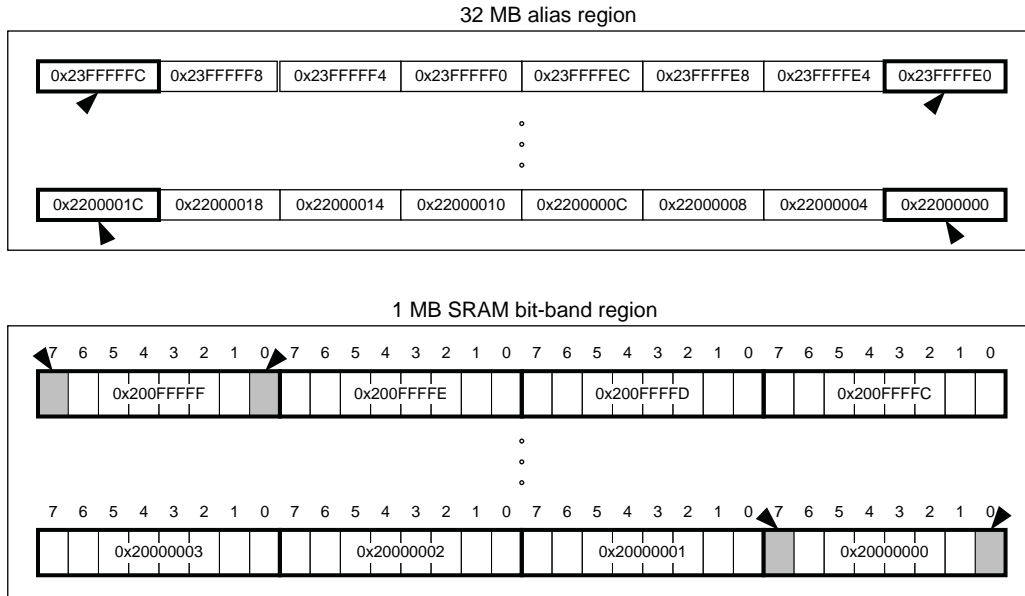 32 MB alias region
0x23FFFFFC 0x23FFFFF8 0x23FFFFF4 0x23FFFFF0 0x23FFFFEC 0x23FFFFE8 0x23FFFFE4 0x23FFFFE0
0x2200001C 0x22000018 0x22000014 0x22000010 0x2200000C 0x22000008 0x22000004 0x22000000
1 MB SRAM bit-band region
7 6 5 4 3 2 1 0 7 6 5 4 3 2 1 0 7 6 5 4 3 2 1 0 7 6 5 4 3 2 1 0
0x200FFFFF 0x200FFFFE 0x200FFFFD 0x200FFFFC
7 6 5 4 3 2 1 0 7 6 5 4 3 2 1 0 7 6 5 4 3 2 1 0 7 6 5 4 3 2 1 0
0x20000003 0x20000002 0x20000001 0x20000000